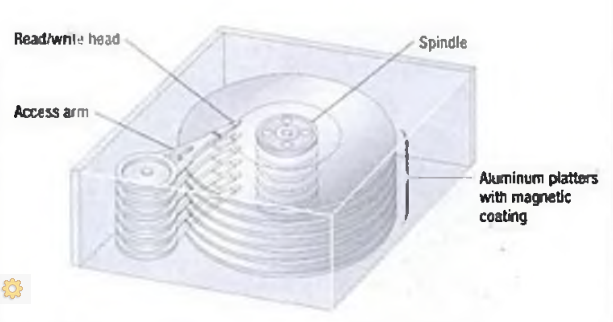 Read/write head
Spindle
Access arm
Aluminum platters
with magnetic
coating